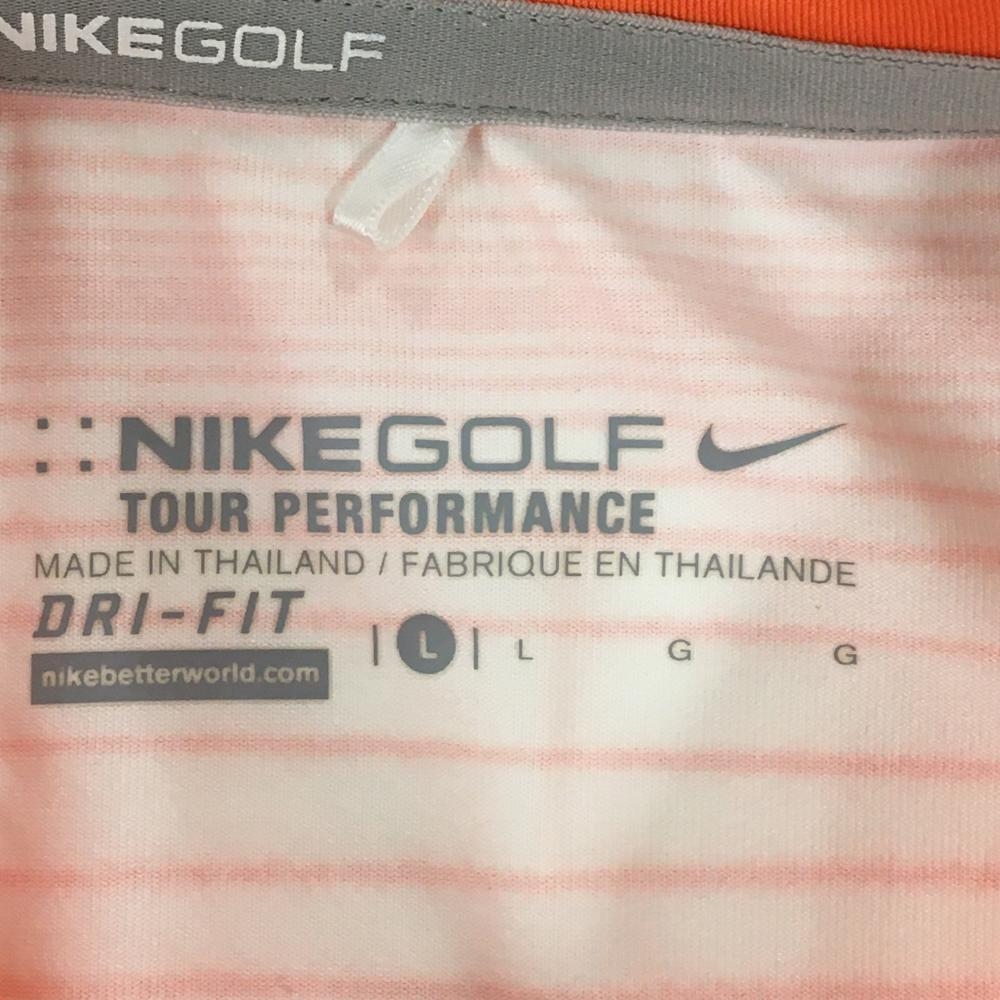 NIKEGOLF
NIKEGOLF
TOUR PERFORMANCE
MADE IN THAILAND / FABRIQUE EN THAILANDE
DRI-FIT
| L | L G G
nikebetterworld.com